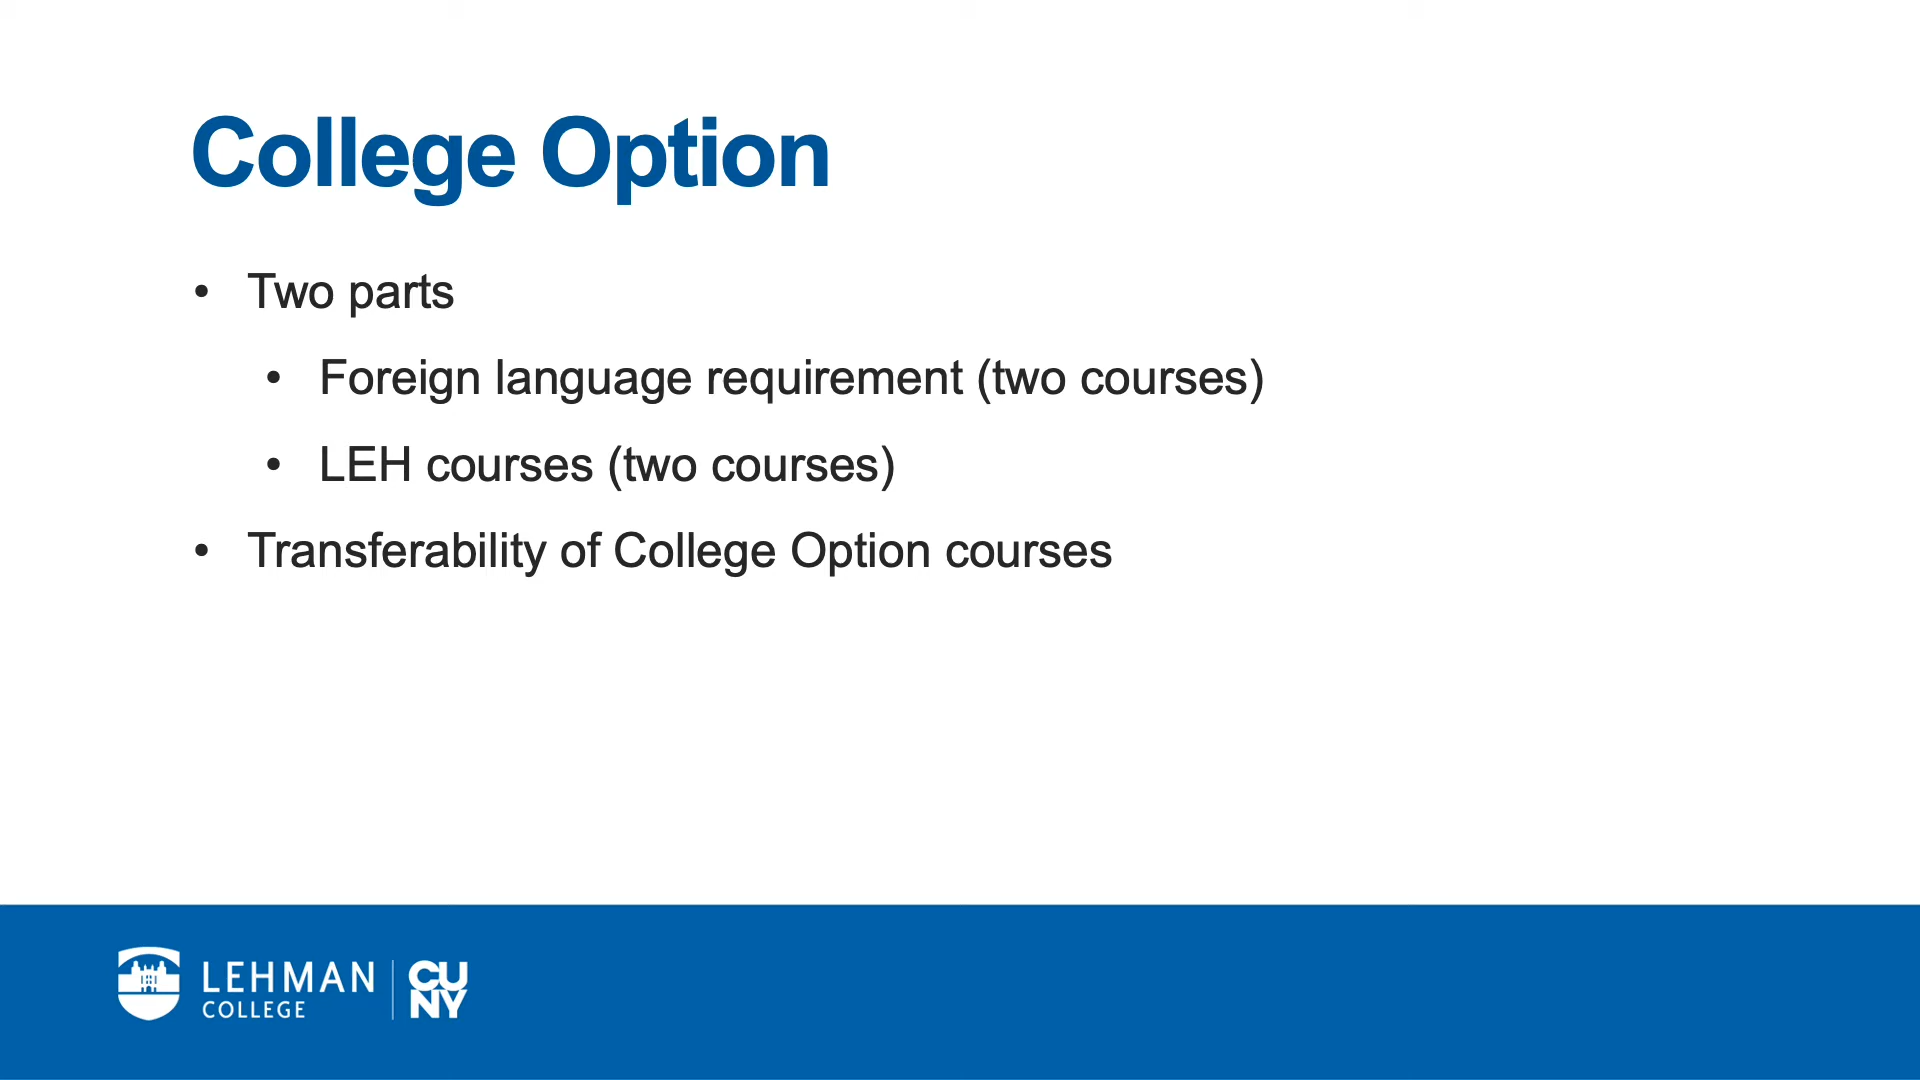 College Option
• Two parts
• Foreign language requirement (two courses)
• LEH courses (two courses)
• Transferability of College Option courses
LEHMAN
COLLEGE
CU
NY